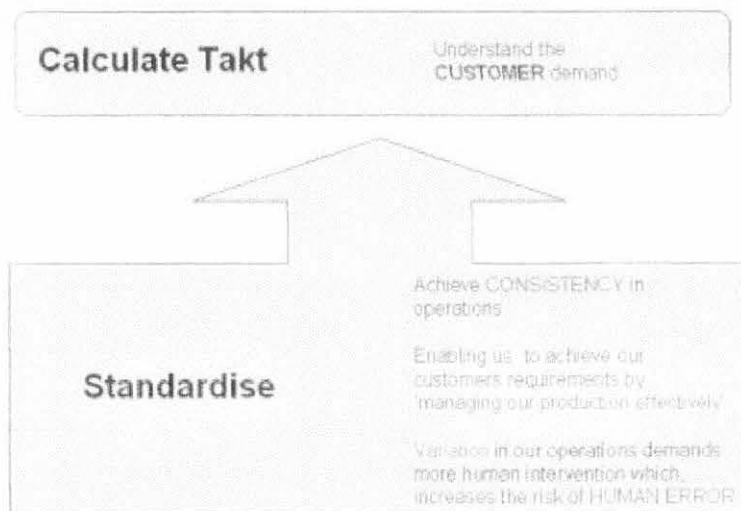 Calculate Takt
Understand the
CUSTOMER demand
Achieve CONSISTENCY in
operations
Enabling us to achieve our
customers requirements by
'managing our production effectively'
Standardise
Variation in our operations demands
more human intervention which,
increases the risk of HUMAN ERROR